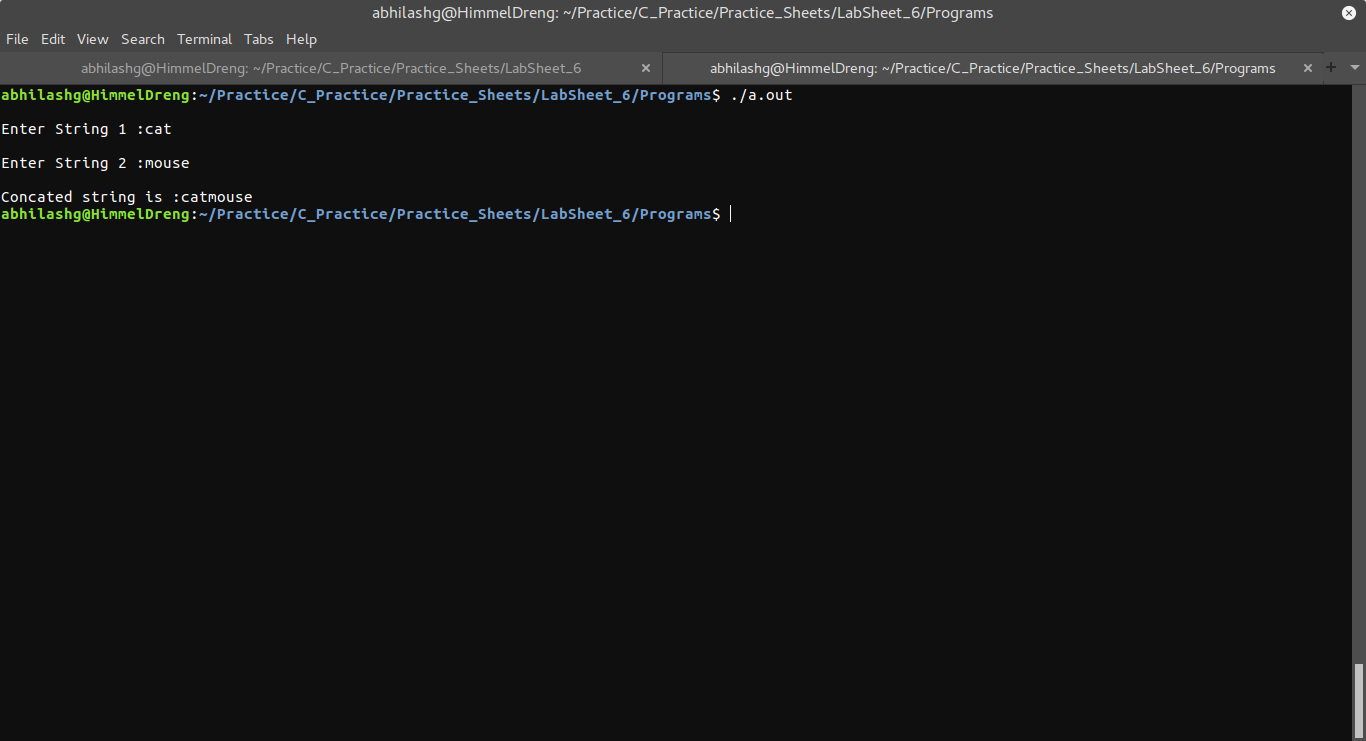 abhilashg@HimmelDreng: ~/Practice/C_Practice/Practice_Sheets/LabSheet_6/Programs
File Edit View Search Terminal Tabs Help
abhilashg@HimmelDreng: ~/Practice/C_Practice/Practice_Sheets/LabSheet_6
abhilashg@HimmelDreng: ~/Practice/C_Practice/Practice_Sheets/LabSheet_6/Programs
abhilashg@HimmelDreng:~/Practice/C_Practice/Practice_Sheets/LabSheet_6/Programs$ ./a.out
Enter String 1 :cat
Enter String 2 :mouse
Concated string is :catmouse
abhilashg@HimmelDreng:~/Practice/C_Practice/Practice_Sheets/LabSheet_6/Programs$